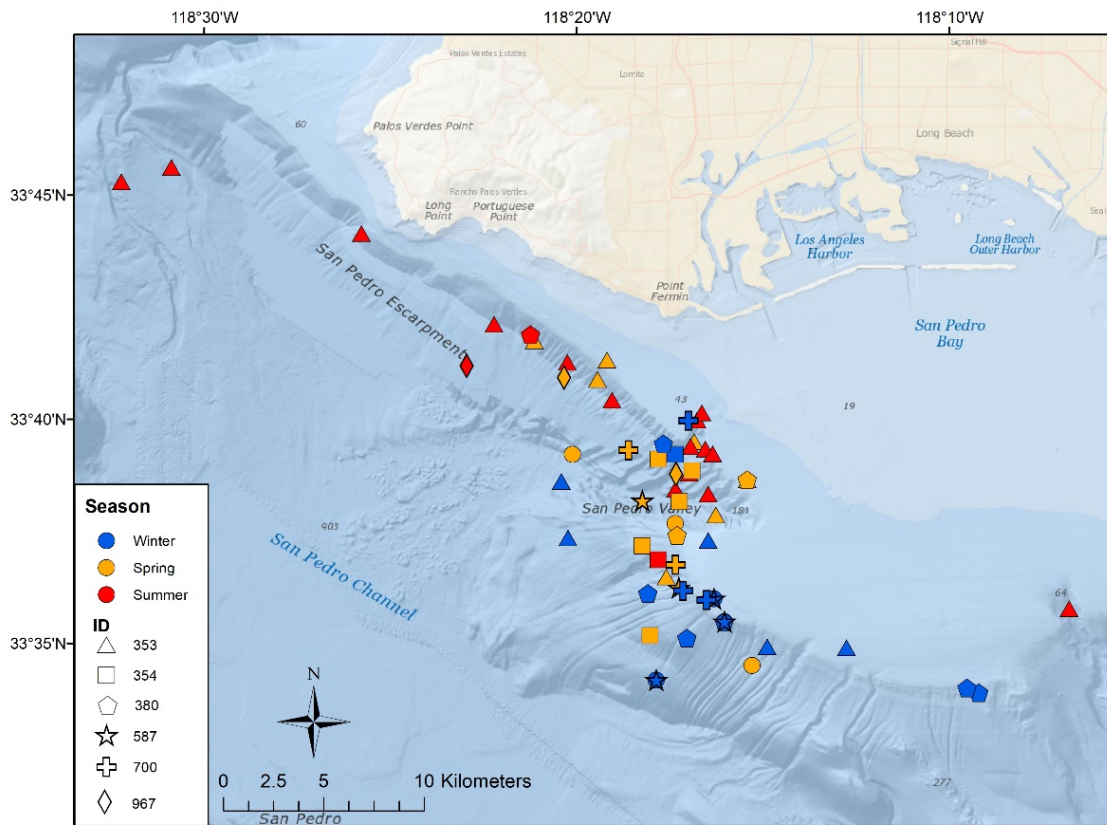 118°30'W 118°20'W 118°10'W
Signal Hill
Palos Verdes Estates
Lomita
60
Palos Verdes Point
Long Beach
33°45'N
Rancho Palos Verdes
Long Point
Portuguese Point
Seal
Los Angeles Harbor
Long Beach Outer Harbor
San Pedro Escarpment
Point Fermin
San Pedro Bay
33°40'N
43
19
San Pedro Valley
181
903
San Pedro Channel
64
33°35'N
277
Season
Winter
Spring
Summer
ID
353
354
380
587
700
967
N
0 2.5 5 10 Kilometers
San Pedro